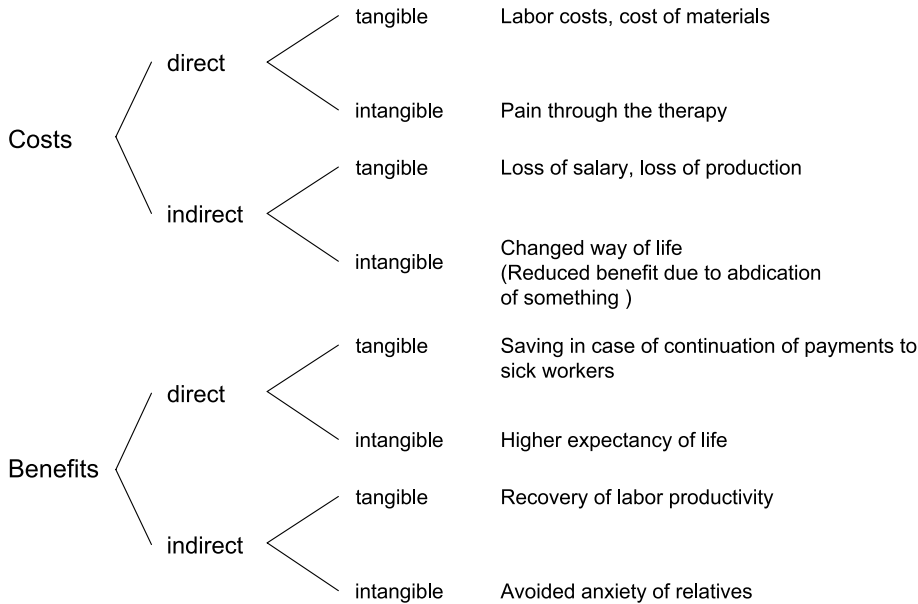 tangible Labor costs, cost of materials
direct
intangible Pain through the therapy
Costs
tangible Loss of salary, loss of production
indirect
intangible Changed way of life
(Reduced benefit due to abdication
of something )
tangible Saving in case of continuation of payments to
sick workers
direct
intangible Higher expectancy of life
Benefits
tangible Recovery of labor productivity
indirect
intangible Avoided anxiety of relatives